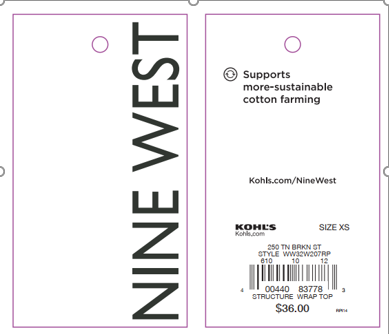 NINE WEST
Supports
more-sustainable
cotton farming
Kohls.com/NineWest
KOHL'S SIZE XS
Kohls.com
250 TN BRKN ST
STYLE WW32W207RP
610 10 12
4 00440 83778 3
STRUCTURE WRAP TOP
$36.00